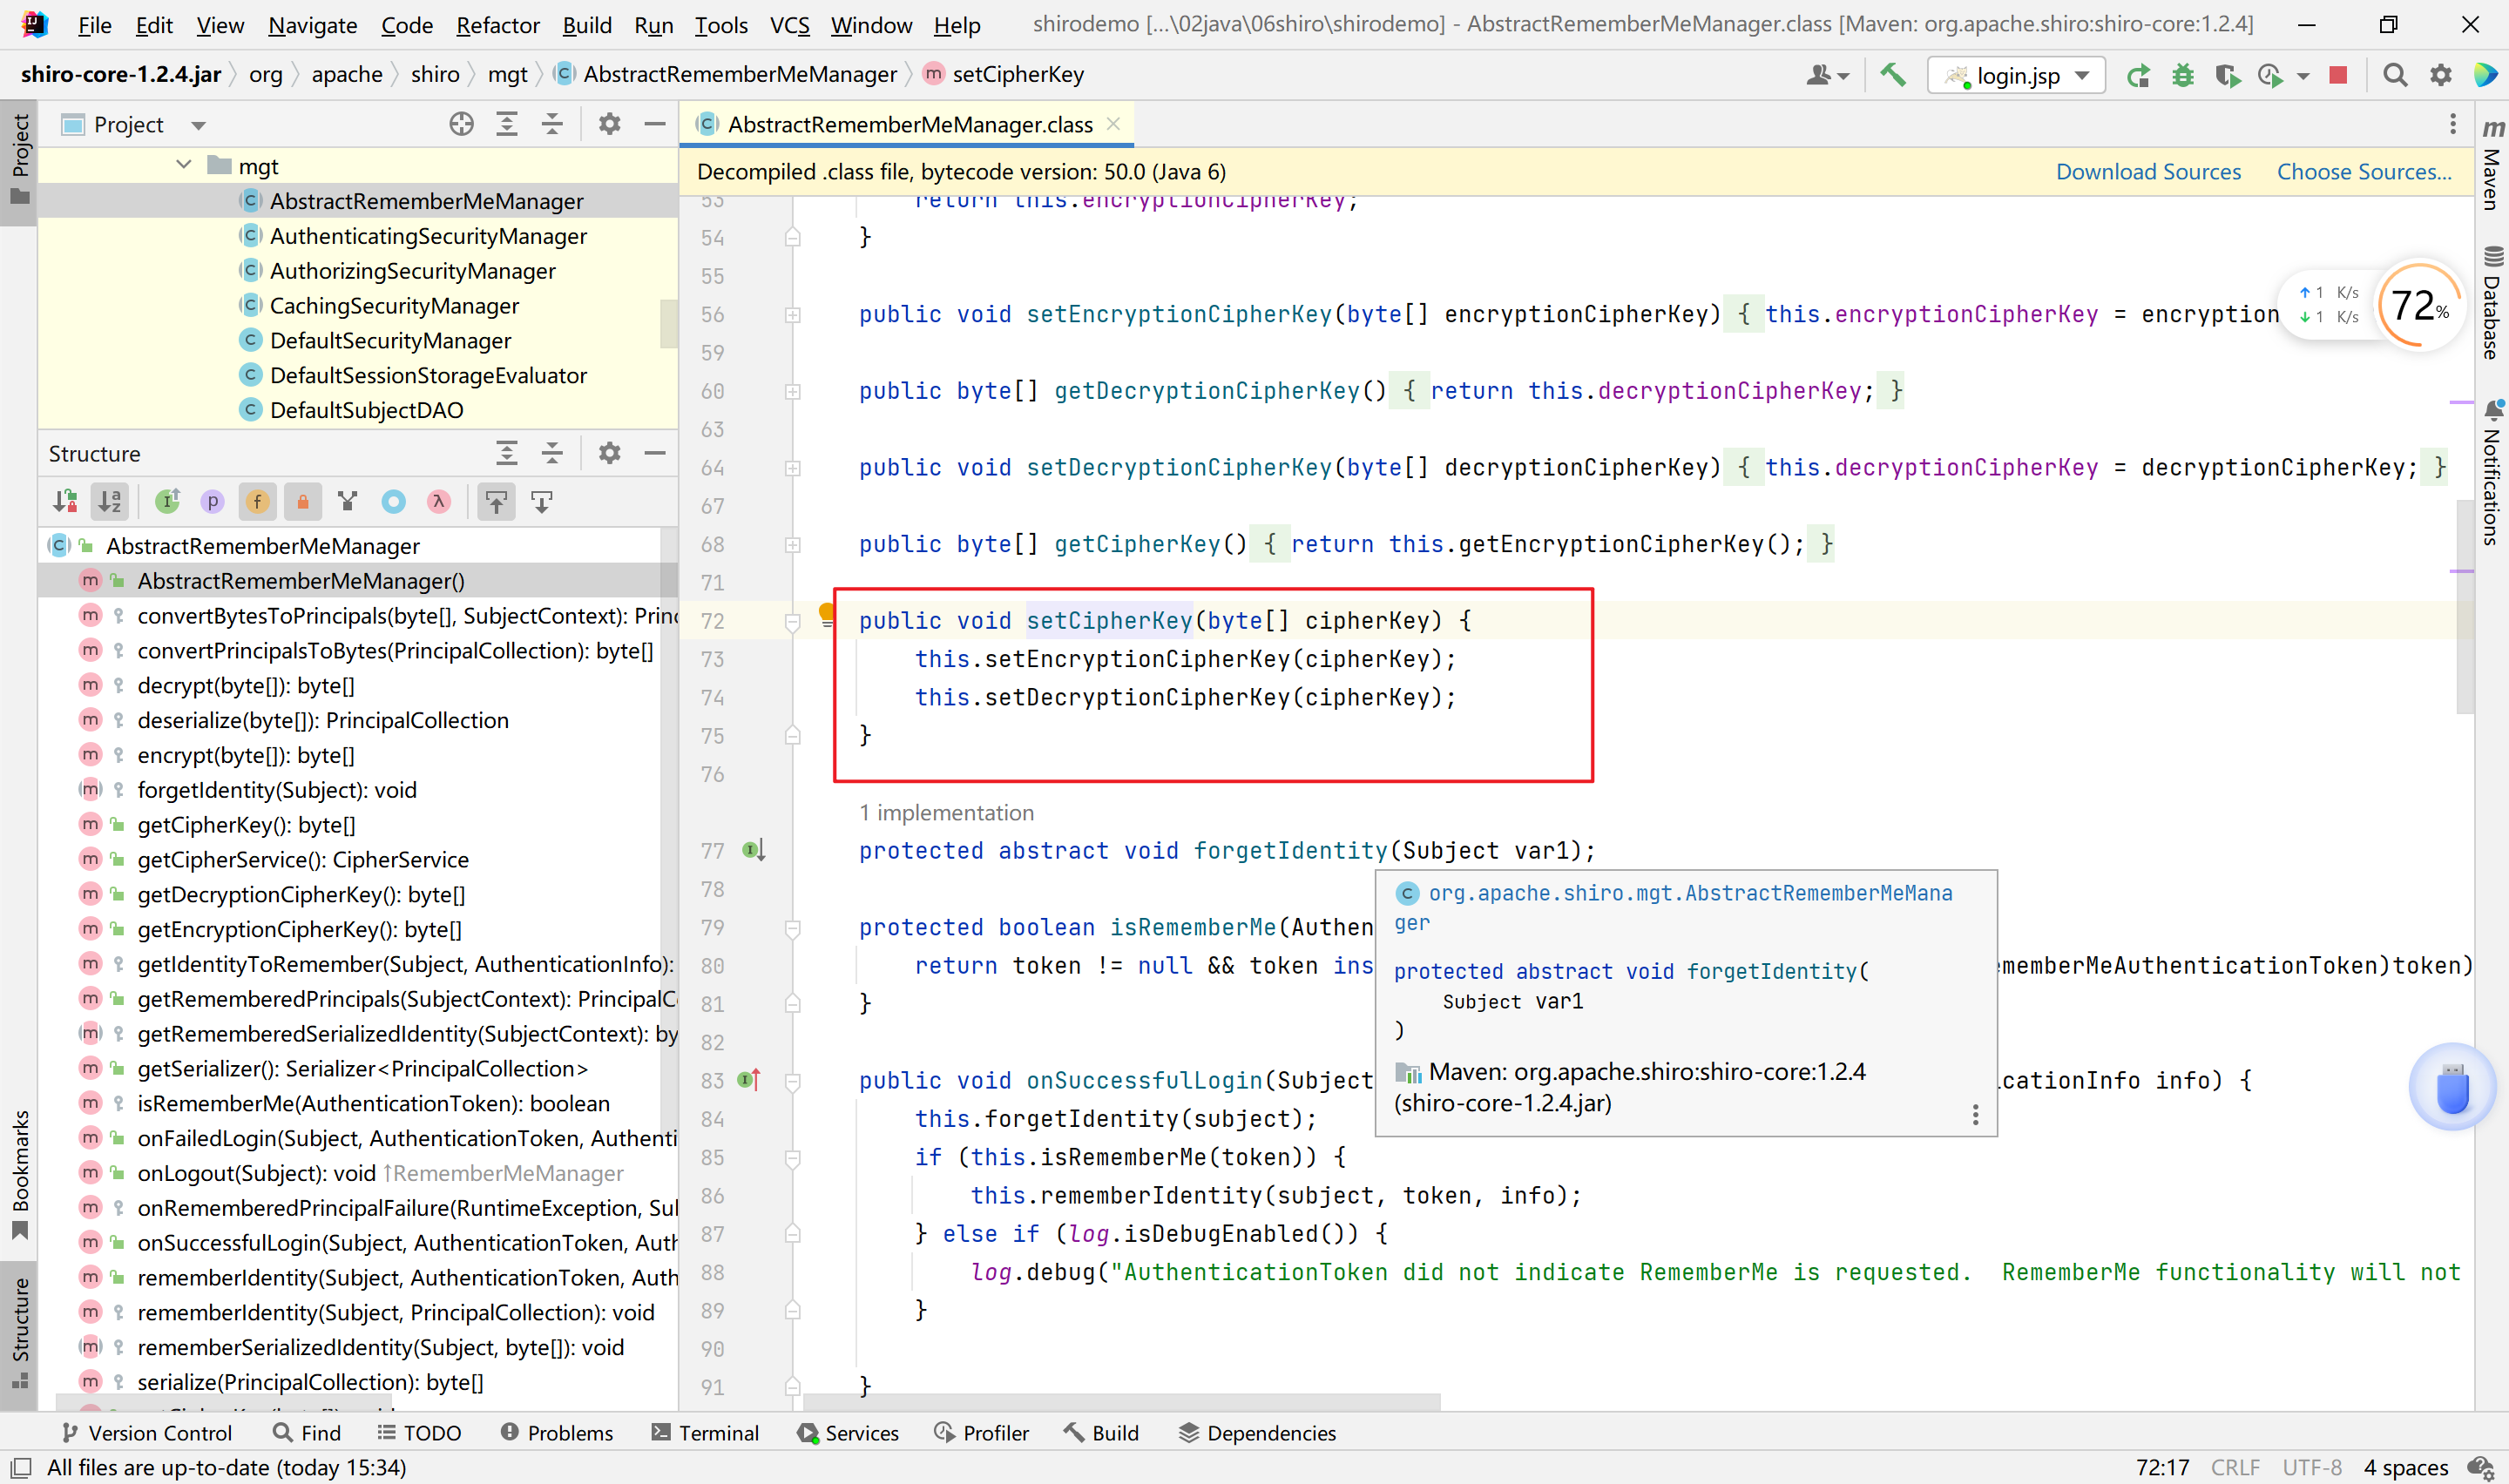 File Edit View Navigate Code Refactor Build Run Tools VCS Window Help shirodemo [...\02java\06shiro\shirodemo] - AbstractRememberMeManager.class [Maven: org.apache.shiro:shiro-core:1.2.4]
shiro-core-1.2.4.jar org apache shiro mgt AbstractRememberMeManager setCipherKey login.jsp
Project
AbstractRememberMeManager.class
Decompiled .class file, bytecode version: 50.0 (Java 6) Download Sources Choose Sources...
mgt
AbstractRememberMeManager
AuthenticatingSecurityManager
AuthorizingSecurityManager
CachingSecurityManager
DefaultSecurityManager
DefaultSessionStorageEvaluator
DefaultSubjectDAO
Structure
AbstractRememberMeManager
AbstractRememberMeManager()
convertBytesToPrincipals(byte[], SubjectContext): Princ
convertPrincipalsToBytes(PrincipalCollection): byte[]
decrypt(byte[]): byte[]
deserialize(byte[]): PrincipalCollection
encrypt(byte[]): byte[]
forgetIdentity(Subject): void
getCipherKey(): byte[]
getCipherService(): CipherService
getDecryptionCipherKey(): byte[]
getEncryptionCipherKey(): byte[]
getIdentityToRemember(Subject, AuthenticationInfo):
getRememberedPrincipals(SubjectContext): PrincipalCo
getRememberedSerializedIdentity(SubjectContext): by
getSerializer(): Serializer<PrincipalCollection>
isRememberMe(AuthenticationToken): boolean
onFailedLogin(Subject, AuthenticationToken, Authenti
onLogout(Subject): void ↑RememberMeManager
onRememberedPrincipalFailure(RuntimeException, Sul
onSuccessfulLogin(Subject, AuthenticationToken, Auth
rememberIdentity(Subject, AuthenticationToken, Auth
rememberIdentity(Subject, PrincipalCollection): void
rememberSerializedIdentity(Subject, byte[]): void
serialize(PrincipalCollection): byte[]
53 return this.encryptionCipherKey;
54 }
55
56 public void setEncryptionCipherKey(byte[] encryptionCipherKey) { this.encryptionCipherKey = encryption
59
60 public byte[] getDecryptionCipherKey() { return this.decryptionCipherKey; }
63
64 public void setDecryptionCipherKey(byte[] decryptionCipherKey) { this.decryptionCipherKey = decryptionCipherKey; }
67
68 public byte[] getCipherKey() { return this.getEncryptionCipherKey(); }
71
72 public void setCipherKey(byte[] cipherKey) {
73 this.setEncryptionCipherKey(cipherKey);
74 this.setDecryptionCipherKey(cipherKey);
75 }
76
1 implementation
77 protected abstract void forgetIdentity(Subject var1);
78
79 protected boolean isRememberMe(Authen
80 return token != null && token ins ememberMeAuthenticationToken)token)
81 }
82
83 public void onSuccessfulLogin(Subject icationInfo info) {
84 this.forgetIdentity(subject);
85 if (this.isRememberMe(token)) {
86 this.rememberIdentity(subject, token, info);
87 } else if (log.isDebugEnabled()) {
88 log.debug("AuthenticationToken did not indicate RememberMe is requested.  RememberMe functionality will not
89 }
90
91 }
org.apache.shiro.mgt.AbstractRememberMeMana
ger
protected abstract void forgetIdentity(
Subject var1
)
Maven: org.apache.shiro:shiro-core:1.2.4
(shiro-core-1.2.4.jar)
↑ 1 K/s
↓ 1 K/s
72%
Project
Bookmarks
Structure
Maven
Database
Notifications
Version Control Find TODO Problems Terminal Services Profiler Build Dependencies
All files are up-to-date (today 15:34) 72:17 CRLF UTF-8 4 spaces